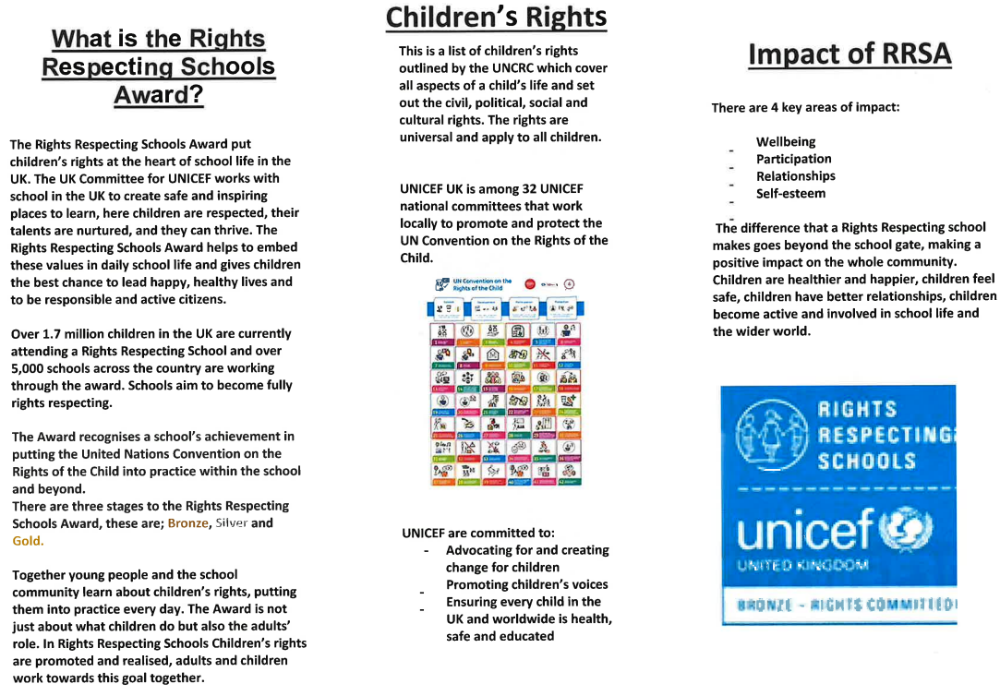 What is the Rights
Respecting Schools
Award?
The Rights Respecting Schools Award put
children's rights at the heart of school life in the
UK. The UK Committee for UNICEF works with
school in the UK to create safe and inspiring
places to learn, here children are respected, their
talents are nurtured, and they can thrive. The
Rights Respecting Schools Award helps to embed
these values in daily school life and gives children
the best chance to lead happy, healthy lives and
to be responsible and active citizens.
Over 1.7 million children in the UK are currently
attending a Rights Respecting School and over
5,000 schools across the country are working
through the award. Schools aim to become fully
rights respecting.
The Award recognises a school's achievement in
putting the United Nations Convention on the
Rights of the Child into practice within the school
and beyond.
There are three stages to the Rights Respecting
Schools Award, these are; Bronze, Silver and
Gold.
Together young people and the school
community learn about children's rights, putting
them into practice every day. The Award is not
just about what children do but also the adults'
role. In Rights Respecting Schools Children's rights
are promoted and realised, adults and children
work towards this goal together.
Children's Rights
This is a list of children's rights
outlined by the UNCRC which cover
all aspects of a child's life and set
out the civil, political, social and
cultural rights. The rights are
universal and apply to all children.
UNICEF UK is among 32 UNICEF
national committees that work
locally to promote and protect the
UN Convention on the Rights of the
Child.
UN Convention on the
Rights of the Child
UNICEF are committed to:
- Advocating for and creating
change for children
Promoting children's voices
- Ensuring every child in the
- UK and worldwide is health,
safe and educated
Impact of RRSA
There are 4 key areas of impact:
- Wellbeing
- Participation
- Relationships
- Self-esteem
-
The difference that a Rights Respecting school
makes goes beyond the school gate, making a
positive impact on the whole community.
Children are healthier and happier, children feel
safe, children have better relationships, children
become active and involved in school life and
the wider world.
RIGHTS
RESPECTING
SCHOOLS
unicef
UNITED KINGDOM
BRONZE – RIGHTS COMMITTED